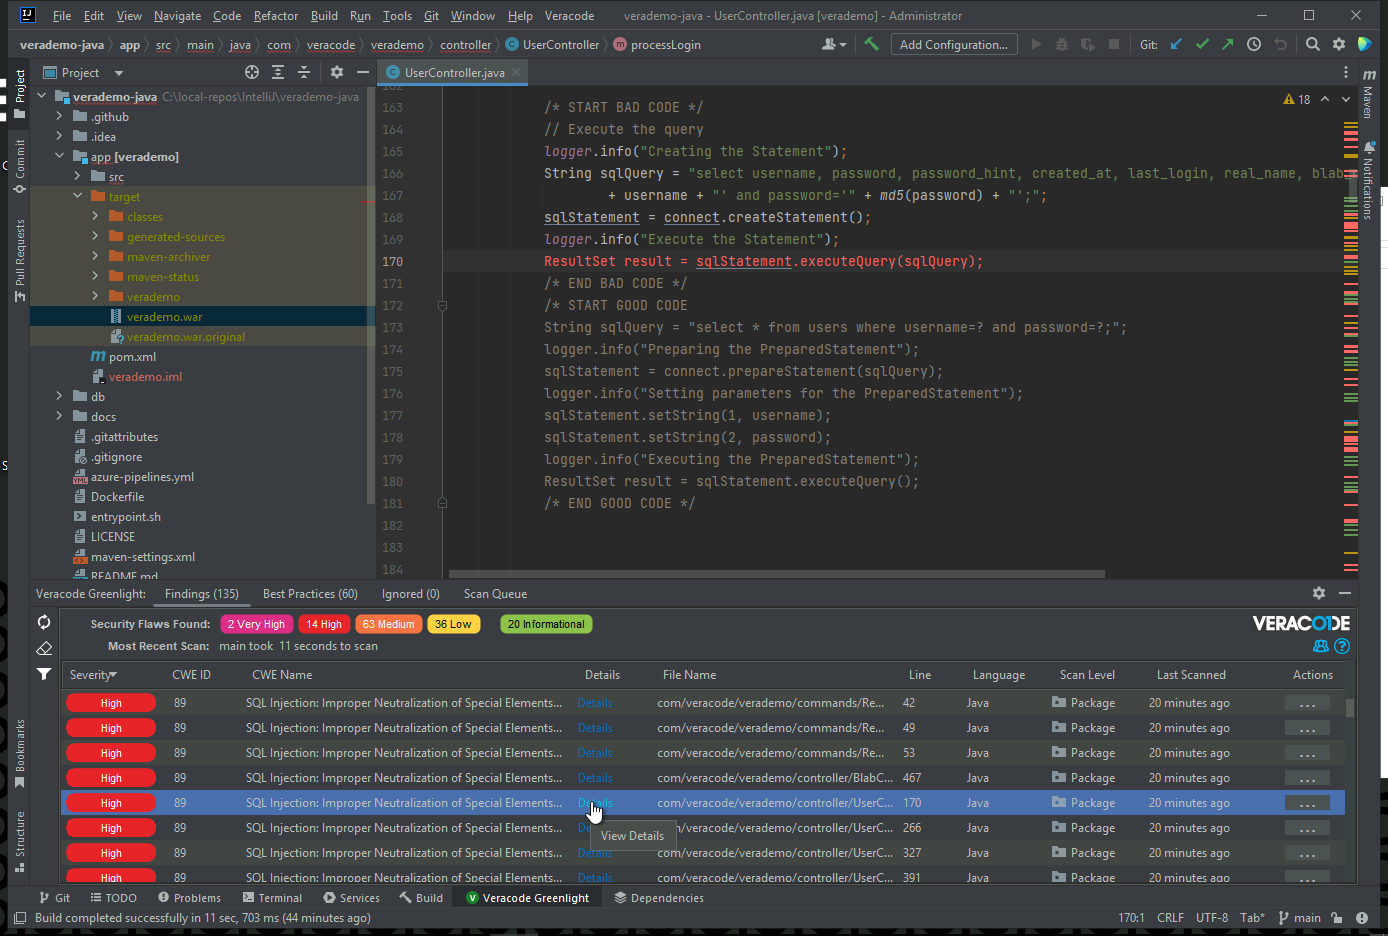 File Edit View Navigate Code Refactor Build Run Tools Git Window Help Veracode verademo-java - UserController.java [verademo] - Administrator
verademo-java app src main java com veracode verademo controller UserController processLogin Add Configuration... Git:
Project
UserController.java
verademo-java C:\local-repos\IntelliJ\verademo-java
.github
.idea
app [verademo]
src
target
classes
generated-sources
maven-archiver
maven-status
verademo
verademo.war
verademo.war.original
pom.xml
verademo.iml
db
docs
.gitattributes
.gitignore
azure-pipelines.yml
Dockerfile
entrypoint.sh
LICENSE
maven-settings.xml
README.md
Project
Commit
Pull Requests
Bookmarks
Structure
162
163 /* START BAD CODE */
164 // Execute the query
165 logger.info("Creating the Statement");
166 String sqlQuery = "select username, password, password_hint, created_at, last_login, real_name, blab_
167 + username + "' and password='" + md5(password) + "';";
168 sqlStatement = connect.createStatement();
169 logger.info("Execute the Statement");
170 ResultSet result = sqlStatement.executeQuery(sqlQuery);
171 /* END BAD CODE */
172 /* START GOOD CODE
173 String sqlQuery = "select * from users where username=? and password=?;";
174 logger.info("Preparing the PreparedStatement");
175 sqlStatement = connect.prepareStatement(sqlQuery);
176 logger.info("Setting parameters for the PreparedStatement");
177 sqlStatement.setString(1, username);
178 sqlStatement.setString(2, password);
179 logger.info("Executing the PreparedStatement");
180 ResultSet result = sqlStatement.executeQuery();
181 /* END GOOD CODE */
182
183
184
18
Maven
Notifications
Veracode Greenlight: Findings (135) Best Practices (60) Ignored (0) Scan Queue
Security Flaws Found: 2 Very High 14 High 63 Medium 36 Low 20 Informational
VERACODE
Most Recent Scan: main took 11 seconds to scan
Severity CWE ID CWE Name Details File Name Line Language Scan Level Last Scanned Actions
High 89 SQL Injection: Improper Neutralization of Special Elements... Details com/veracode/verademo/commands/Re... 42 Java Package 20 minutes ago ...
High 89 SQL Injection: Improper Neutralization of Special Elements... Details com/veracode/verademo/commands/Re... 49 Java Package 20 minutes ago ...
High 89 SQL Injection: Improper Neutralization of Special Elements... Details com/veracode/verademo/commands/Re... 53 Java Package 20 minutes ago ...
High 89 SQL Injection: Improper Neutralization of Special Elements... Details com/veracode/verademo/controller/BlabC... 467 Java Package 20 minutes ago ...
High 89 SQL Injection: Improper Neutralization of Special Elements... Details com/veracode/verademo/controller/UserC... 170 Java Package 20 minutes ago ...
High 89 SQL Injection: Improper Neutralization of Special Elements... com/veracode/verademo/controller/UserC... 266 Java Package 20 minutes ago ...
View Details
High 89 SQL Injection: Improper Neutralization of Special Elements... com/veracode/verademo/controller/UserC... 327 Java Package 20 minutes ago ...
High 89 SQL Injection: Improper Neutralization of Special Elements... Details com/veracode/verademo/controller/UserC... 391 Java Package 20 minutes ago ...
Git TODO Problems Terminal Services Build Veracode Greenlight Dependencies
Build completed successfully in 11 sec, 703 ms (44 minutes ago) 170:1 CRLF UTF-8 Tab* main